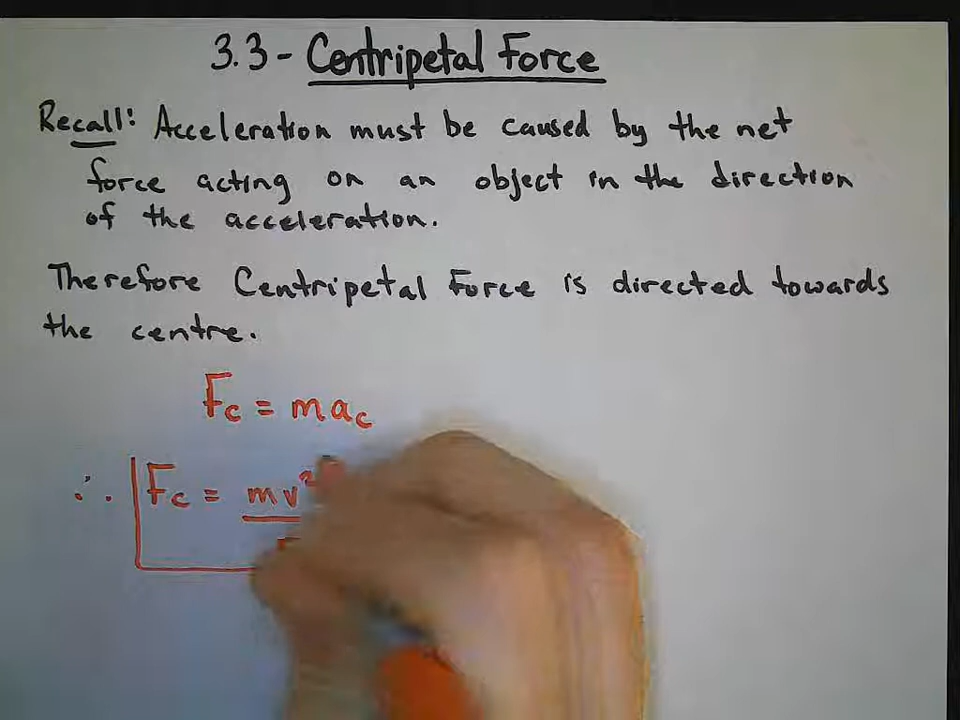 3.3 - Centripetal Force
Recall: Acceleration must be caused by the net
force acting on an object in the direction
of the acceleration.
Therefore Centripetal Force is directed towards
the centre.
Fc = mac
∴ Fc = mv²